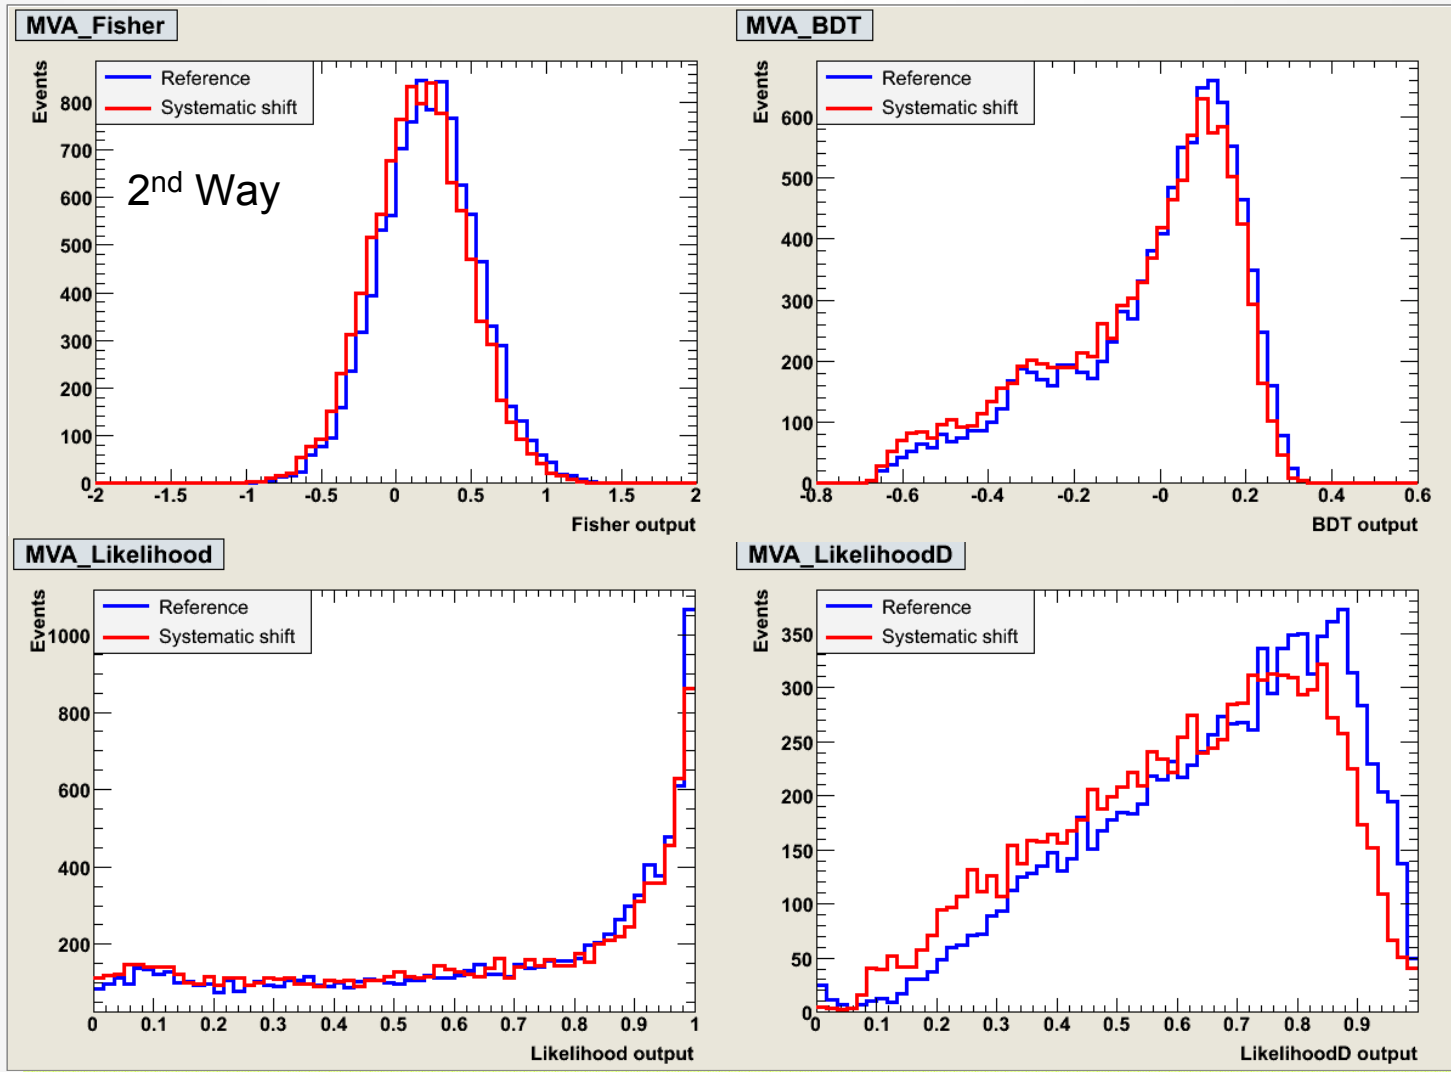 MVA_Fisher
Events
Reference
Systematic shift
2nd Way
800
700
600
500
400
300
200
100
0
-2 -1.5 -1 -0.5 0 0.5 1 1.5 2
Fisher output
MVA_BDT
Events
Reference
Systematic shift
600
500
400
300
200
100
0
-0.8 -0.6 -0.4 -0.2 -0 0.2 0.4 0.6
BDT output
MVA_Likelihood
Events
Reference
Systematic shift
1000
800
600
400
200
0 0.1 0.2 0.3 0.4 0.5 0.6 0.7 0.8 0.9 1
Likelihood output
MVA_LikelihoodD
Events
Reference
Systematic shift
350
300
250
200
150
100
50
0
0 0.1 0.2 0.3 0.4 0.5 0.6 0.7 0.8 0.9
LikelihoodD output